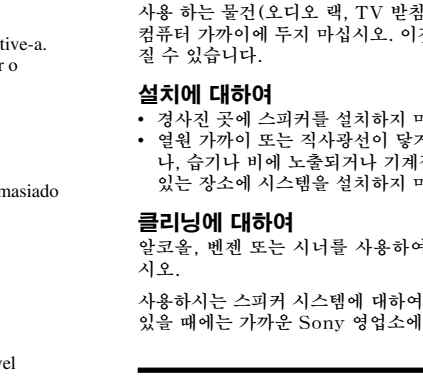 tive-a.
r o
masiado
vel
사용 하는 물건(오디오 랙, TV 받침
컴퓨터 가까이에 두지 마십시오. 이것
질 수 있습니다.
설치에 대하여
• 경사진 곳에 스피커를 설치하지 마
• 열원 가까이 또는 직사광선이 닿거
나, 습기나 비에 노출되거나 기계적
있는 장소에 시스템을 설치하지 마
클리닝에 대하여
알코올, 벤젠 또는 시너를 사용하여
시오.
사용하시는 스피커 시스템에 대하여
있을 때에는 가까운 Sony 영업소에